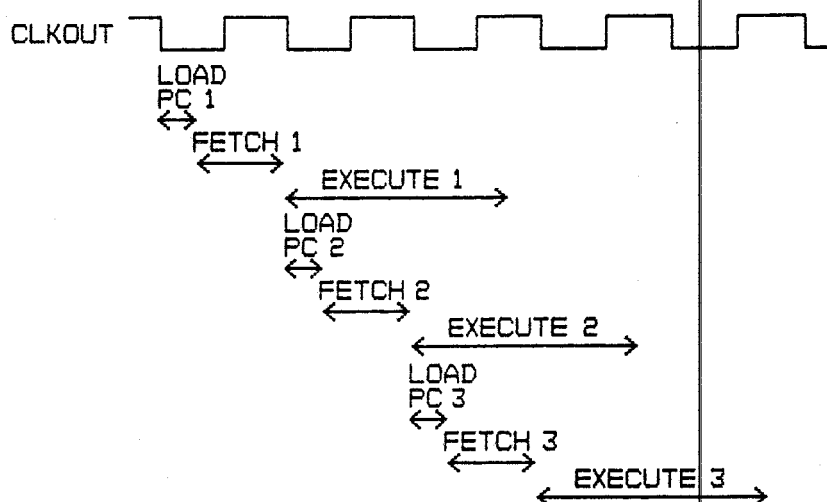 CLKOUT
LOAD
PC 1
FETCH 1
EXECUTE 1
LOAD
PC 2
FETCH 2
EXECUTE 2
LOAD
PC 3
FETCH 3
EXECUTE 3